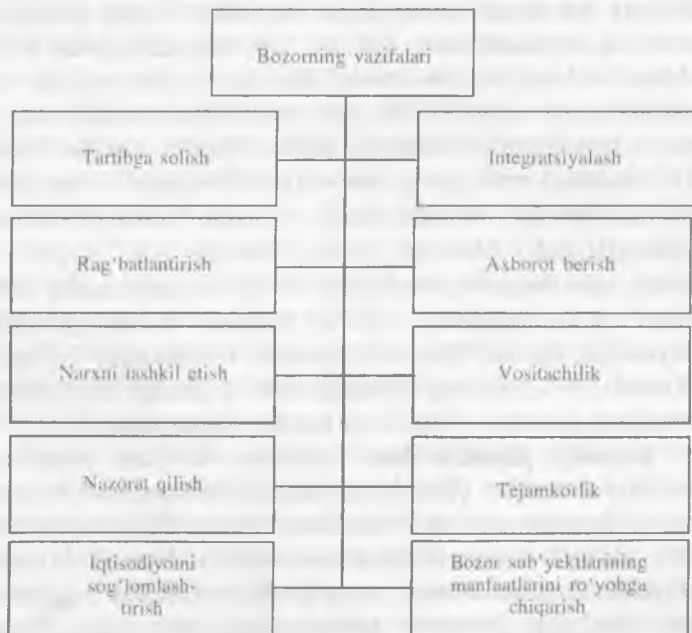 Bozorning vazifalari
Tartibga solish
Integratsiyalash
Rag'batlantirish
Axborot berish
Narxni tashkil etish
Vositachilik
Nazorat qilish
Tejamkorlik
Iqtisodiyotni
sog'lomlash-
tirish
Bozor sub'yektlarining
manfaatlarini ro'yohga
chiqarish